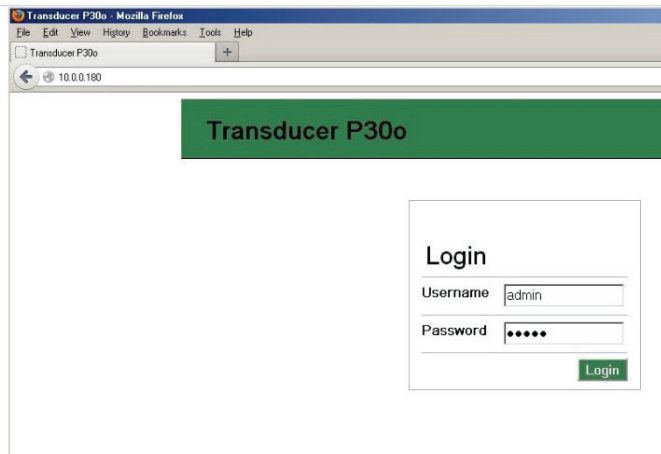 Transducer P30o - Mozilla Firefox
File Edit View History Bookmarks Tools Help
Transducer P30o +
10.0.0.180
Transducer P30o
Login
Username admin
Password •••••
Login